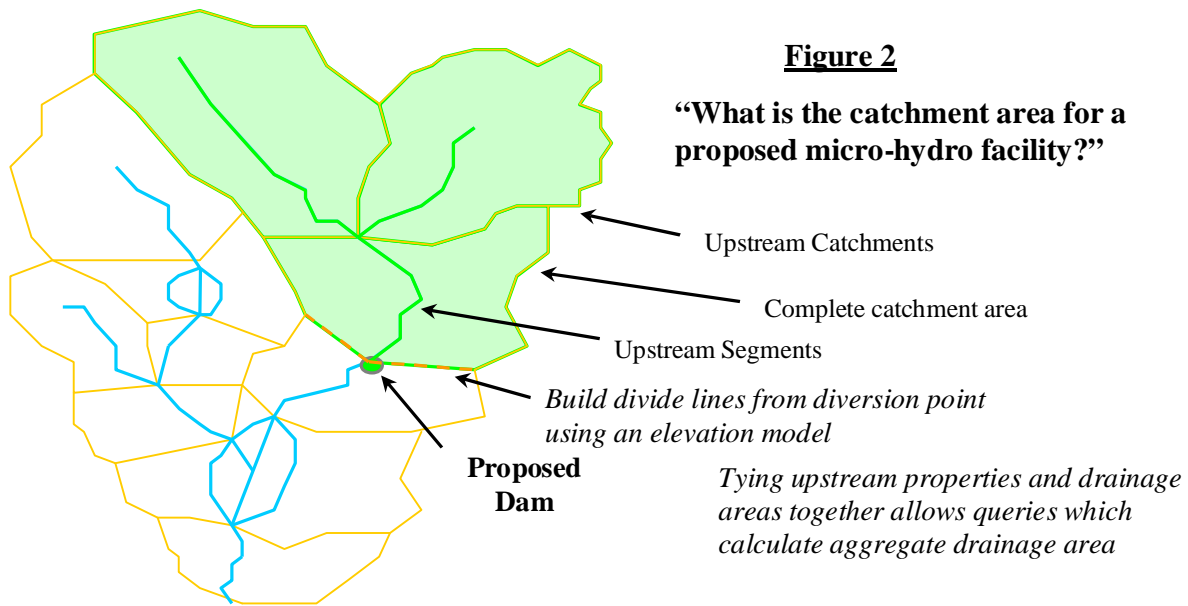 Figure 2
“What is the catchment area for a
proposed micro-hydro facility?”
Upstream Catchments
Complete catchment area
Upstream Segments
Build divide lines from diversion point
using an elevation model
Proposed
Dam
Tying upstream properties and drainage
areas together allows queries which
calculate aggregate drainage area